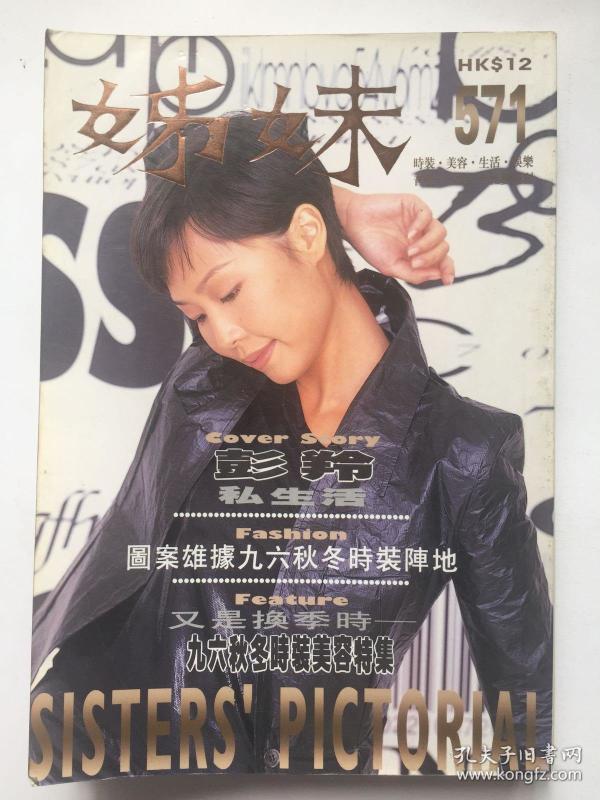 HK$12
姊妹
571
時裝・美容・生活・娛樂
Cover Story
彭羚
私生活
Fashion
圖案雄據九六秋冬時裝陣地
Feature
又是換季時—
九六秋冬時裝美容特集
SISTERS' PICTORIAL
孔夫子旧书网
www.kongfz.com